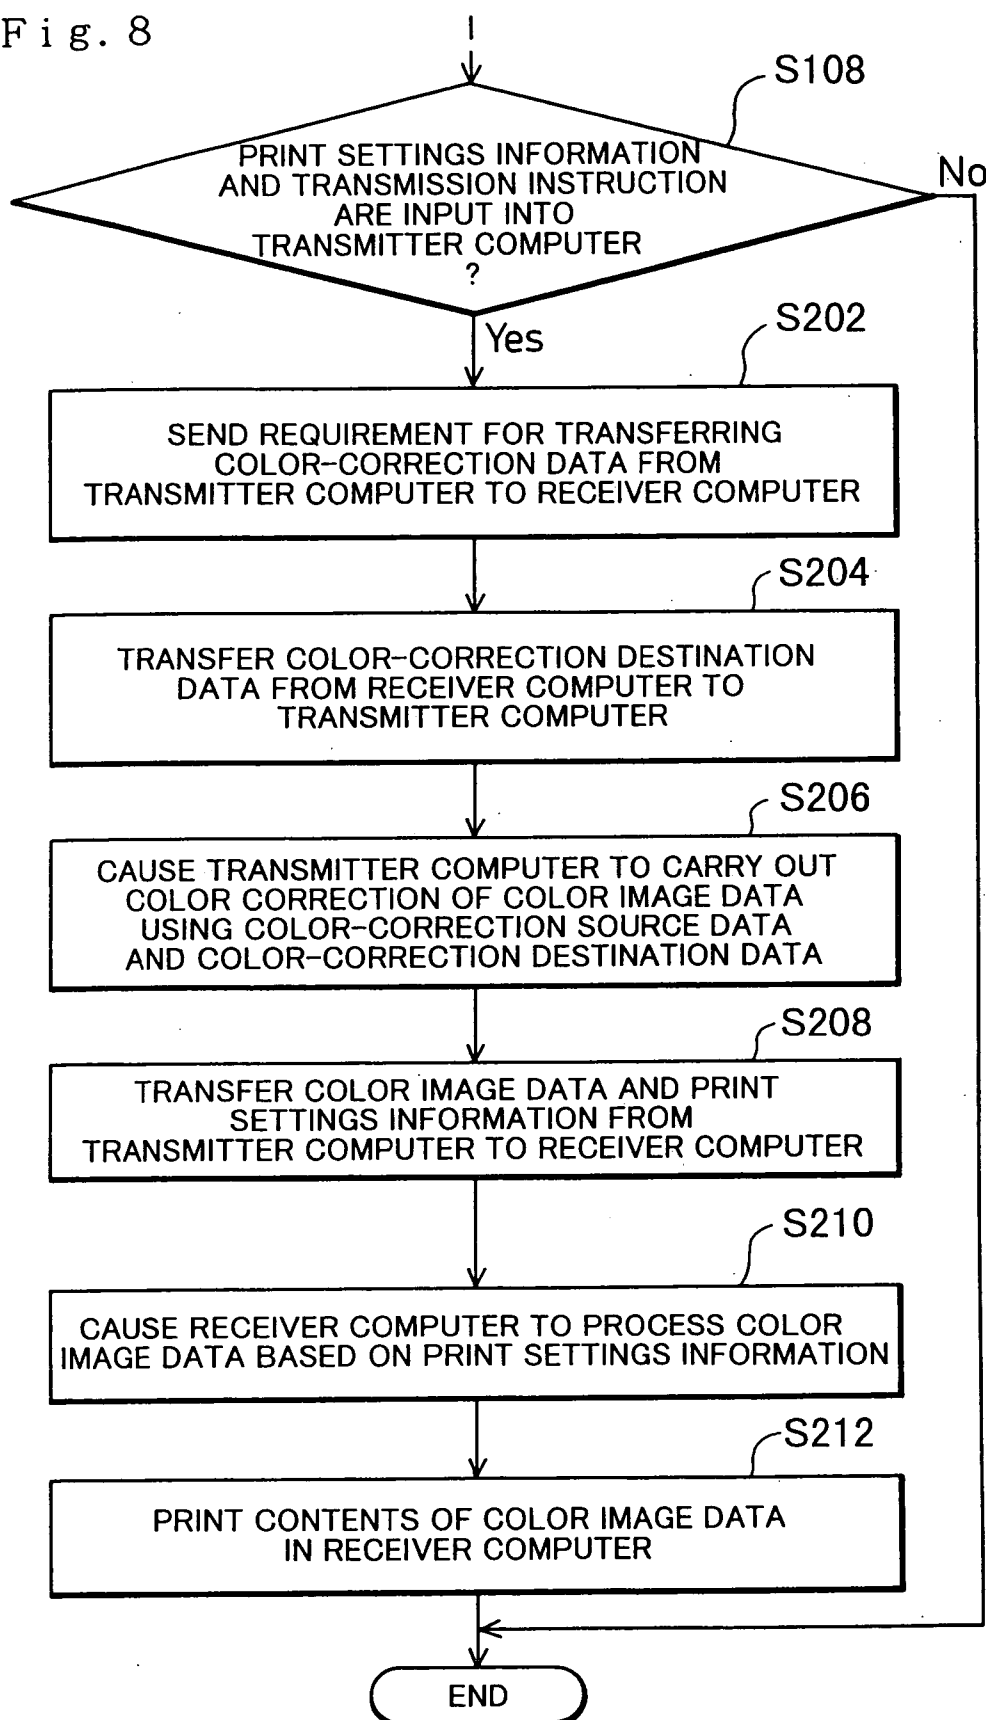 Fig. 8
S108
PRINT SETTINGS INFORMATION
AND TRANSMISSION INSTRUCTION
ARE INPUT INTO
TRANSMITTER COMPUTER
?
No
Yes
S202
SEND REQUIREMENT FOR TRANSFERRING
COLOR-CORRECTION DATA FROM
TRANSMITTER COMPUTER TO RECEIVER COMPUTER
S204
TRANSFER COLOR-CORRECTION DESTINATION
DATA FROM RECEIVER COMPUTER TO
TRANSMITTER COMPUTER
S206
CAUSE TRANSMITTER COMPUTER TO CARRY OUT
COLOR CORRECTION OF COLOR IMAGE DATA
USING COLOR-CORRECTION SOURCE DATA
AND COLOR-CORRECTION DESTINATION DATA
S208
TRANSFER COLOR IMAGE DATA AND PRINT
SETTINGS INFORMATION FROM
TRANSMITTER COMPUTER TO RECEIVER COMPUTER
S210
CAUSE RECEIVER COMPUTER TO PROCESS COLOR
IMAGE DATA BASED ON PRINT SETTINGS INFORMATION
S212
PRINT CONTENTS OF COLOR IMAGE DATA
IN RECEIVER COMPUTER
END